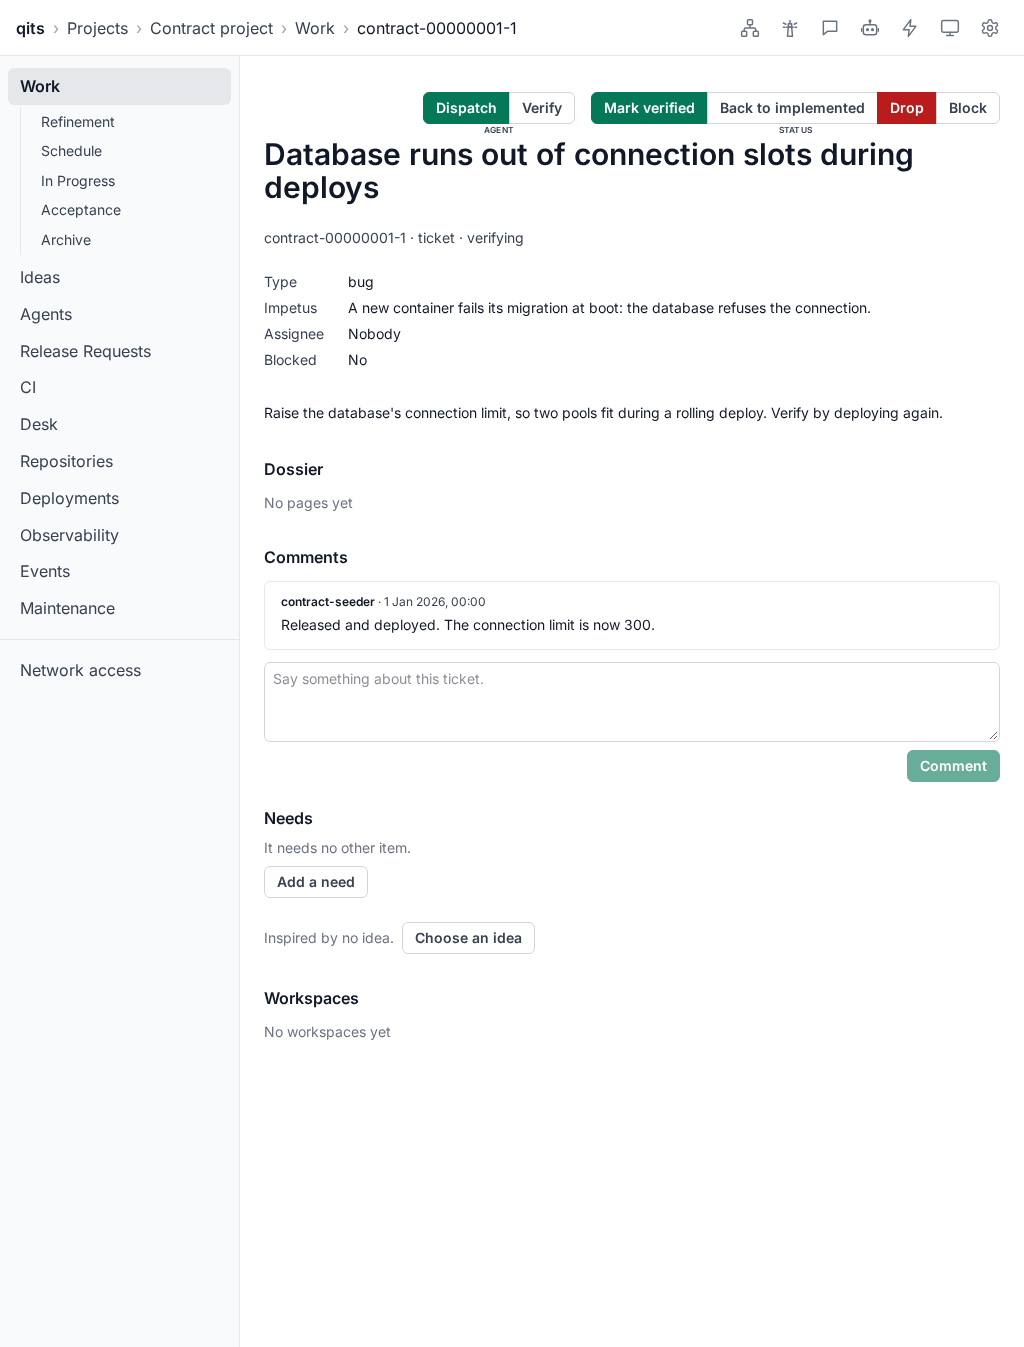 qits › Projects › Contract project › Work › contract-00000001-1
Work
Refinement
Schedule
In Progress
Acceptance
Archive
Ideas
Agents
Release Requests
CI
Desk
Repositories
Deployments
Observability
Events
Maintenance
Network access
Dispatch Verify
AGENT
Mark verified Back to implemented Drop Block
STATUS
Database runs out of connection slots during
deploys
contract-00000001-1 · ticket · verifying
Type bug
Impetus A new container fails its migration at boot: the database refuses the connection.
Assignee Nobody
Blocked No
Raise the database's connection limit, so two pools fit during a rolling deploy. Verify by deploying again.
Dossier
No pages yet
Comments
contract-seeder · 1 Jan 2026, 00:00
Released and deployed. The connection limit is now 300.
Say something about this ticket.
Comment
Needs
It needs no other item.
Add a need
Inspired by no idea. Choose an idea
Workspaces
No workspaces yet